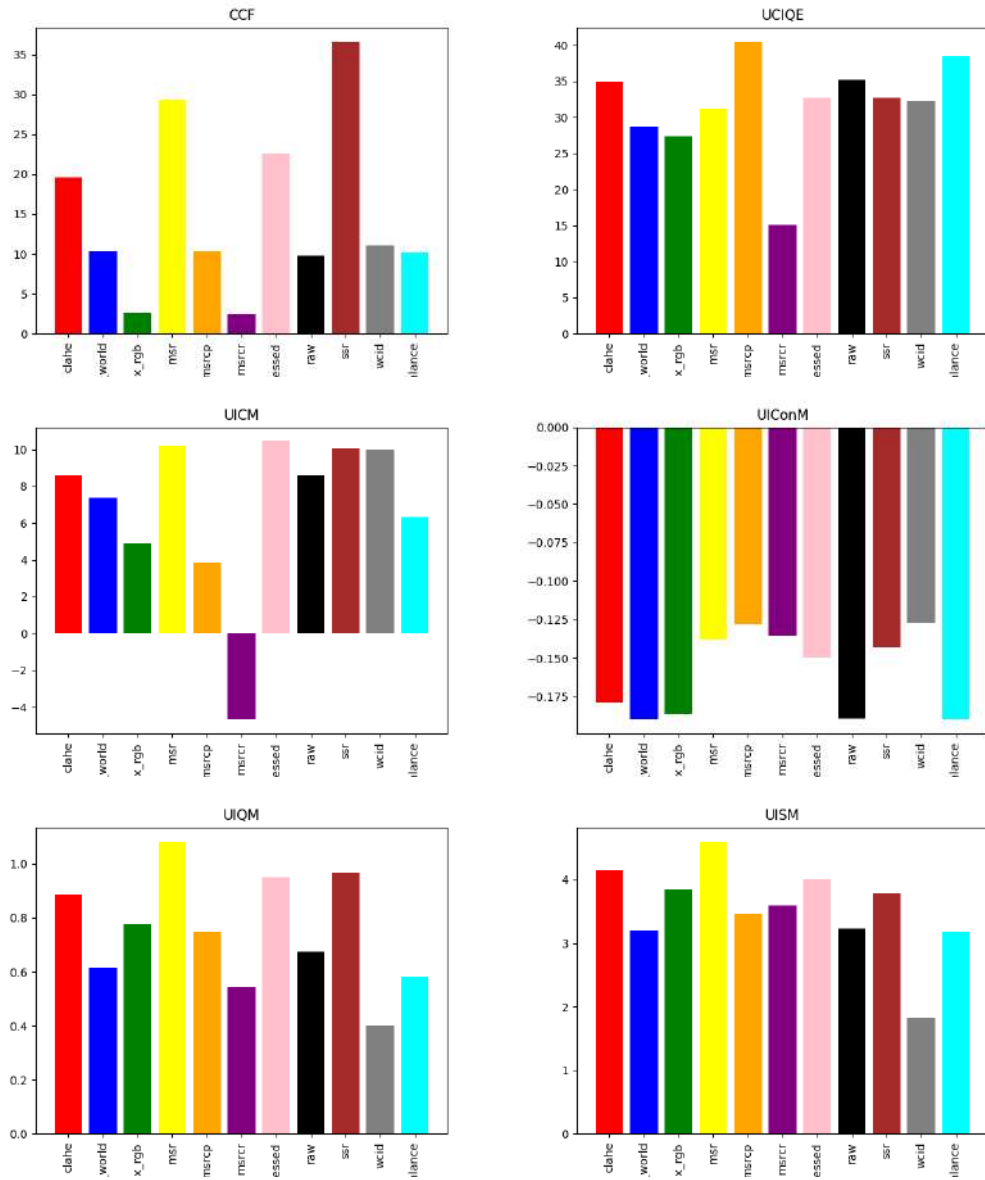 CCF
35
30
25
20
15
10
5
0
clahe
_world
x_rgb
msr
msrcp
msrcr
essed
raw
ssr
wcid
alance
UCIQE
40
35
30
25
20
15
10
5
0
clahe
_world
x_rgb
msr
msrcp
msrcr
essed
raw
ssr
wcid
alance
UICM
10
8
6
4
2
0
−2
−4
clahe
_world
x_rgb
msr
msrcp
msrcr
essed
raw
ssr
wcid
alance
UIConM
0.000
−0.025
−0.050
−0.075
−0.100
−0.125
−0.150
−0.175
clahe
_world
x_rgb
msr
msrcp
msrcr
essed
raw
ssr
wcid
alance
UIQM
1.0
0.8
0.6
0.4
0.2
0.0
clahe
_world
x_rgb
msr
msrcp
msrcr
essed
raw
ssr
wcid
alance
UISM
4
3
2
1
0
clahe
_world
x_rgb
msr
msrcp
msrcr
essed
raw
ssr
wcid
alance